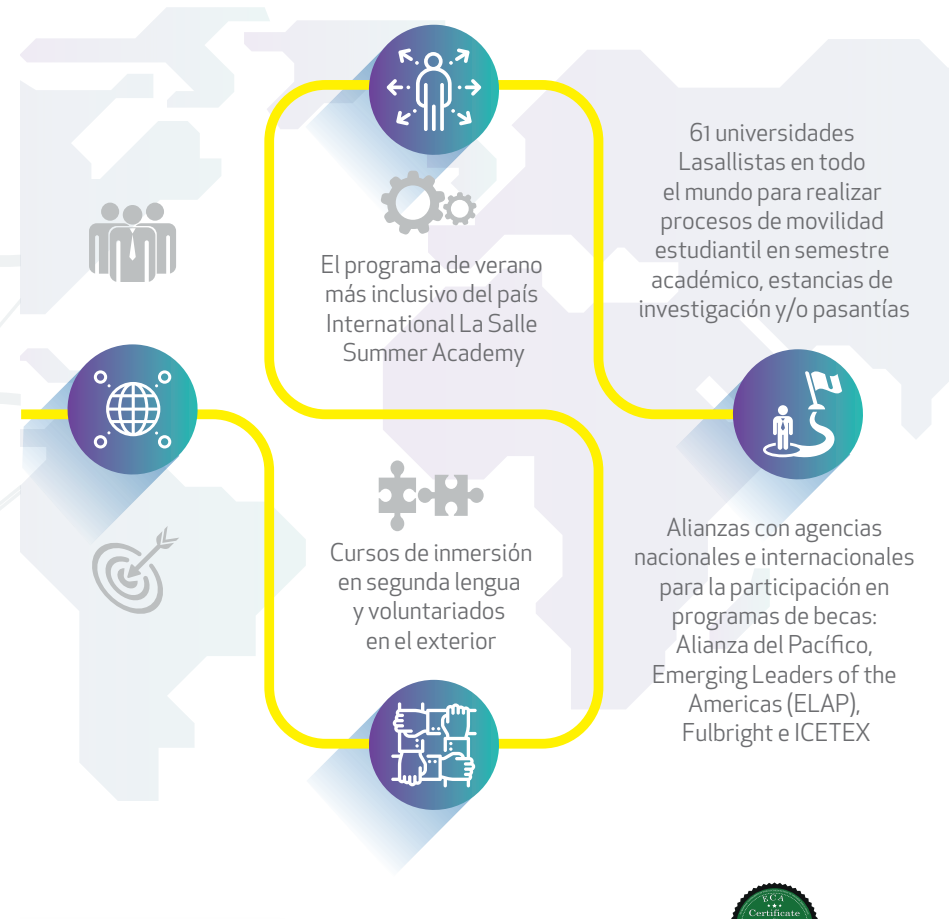 El programa de verano
más inclusivo del país
International La Salle
Summer Academy
Cursos de inmersión
en segunda lengua
y voluntariados
en el exterior
61 universidades
Lasallistas en todo
el mundo para realizar
procesos de movilidad
estudiantil en semestre
académico, estancias de
investigación y/o pasantías
Alianzas con agencias
nacionales e internacionales
para la participación en
programas de becas:
Alianza del Pacífico,
Emerging Leaders of the
Americas (ELAP),
Fulbright e ICETEX
ECA
Certificate